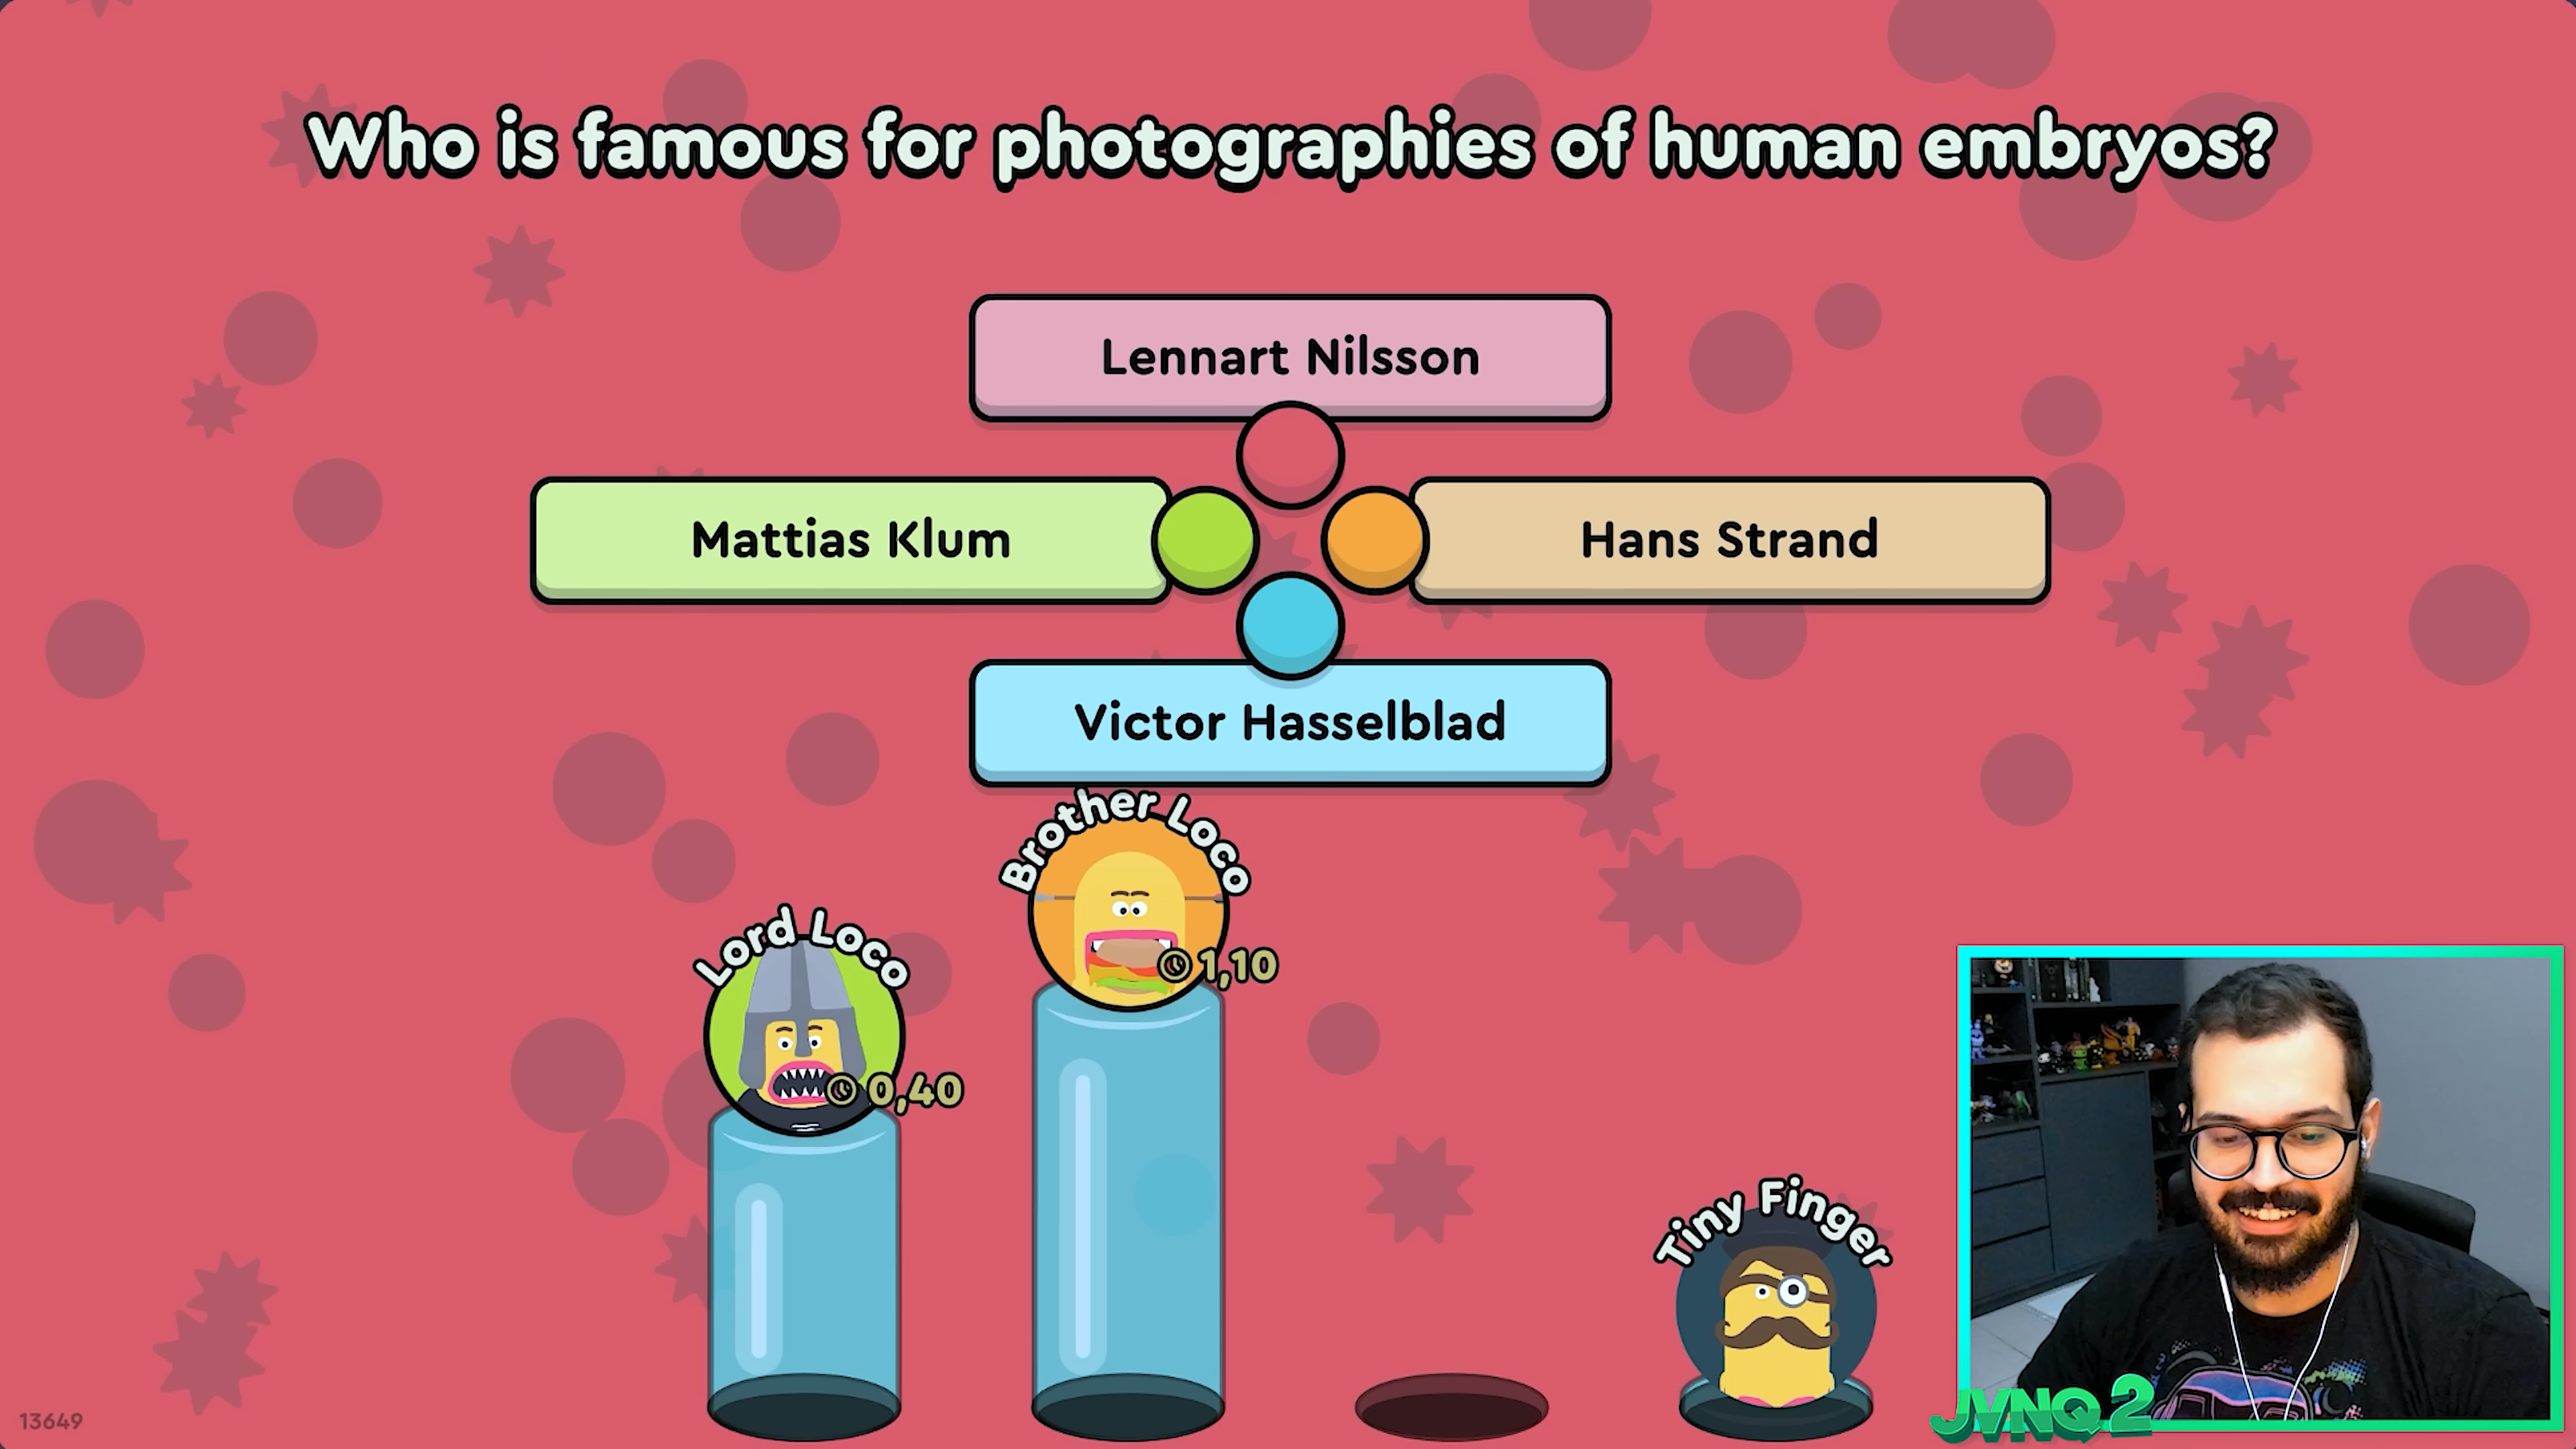 Who is famous for photographies of human embryos?
Lennart Nilsson
Mattias Klum
Hans Strand
Victor Hasselblad
Brother Loco
1,10
Lord Loco
0,40
Tiny Finger
JVNQ 2
13649